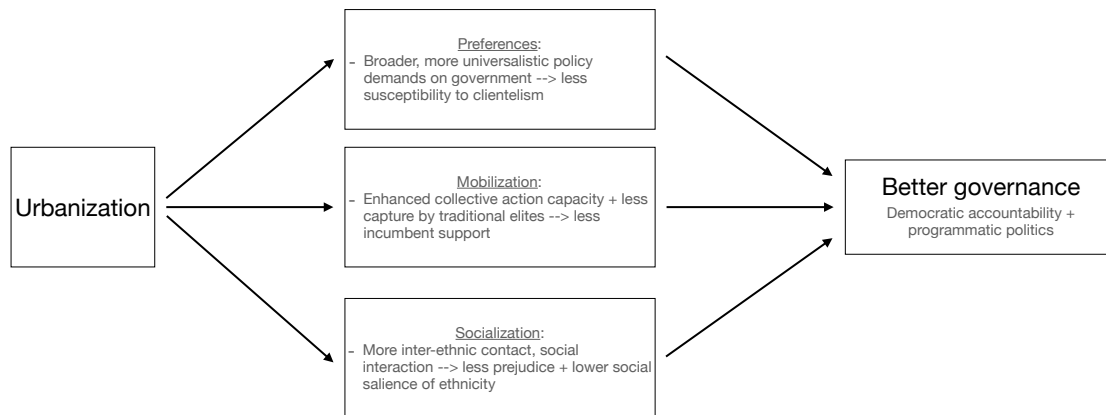 Preferences:
- Broader, more universalistic policy
demands on government --> less
susceptibility to clientelism
Urbanization
Mobilization:
- Enhanced collective action capacity + less
capture by traditional elites --> less
incumbent support
Better governance
Democratic accountability +
programmatic politics
Socialization:
- More inter-ethnic contact, social
interaction --> less prejudice + lower social
salience of ethnicity